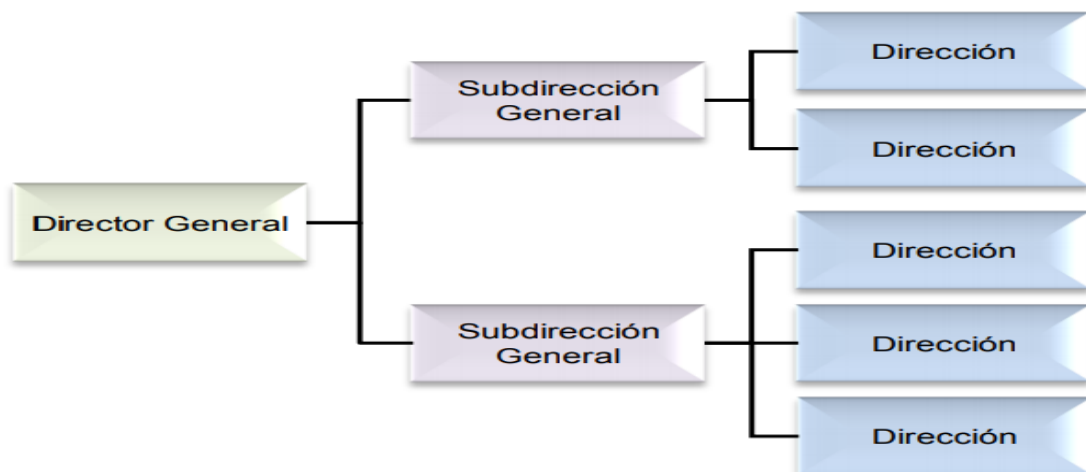 Dirección
Subdirección
General
Dirección
Director General
Dirección
Subdirección
General
Dirección
Dirección